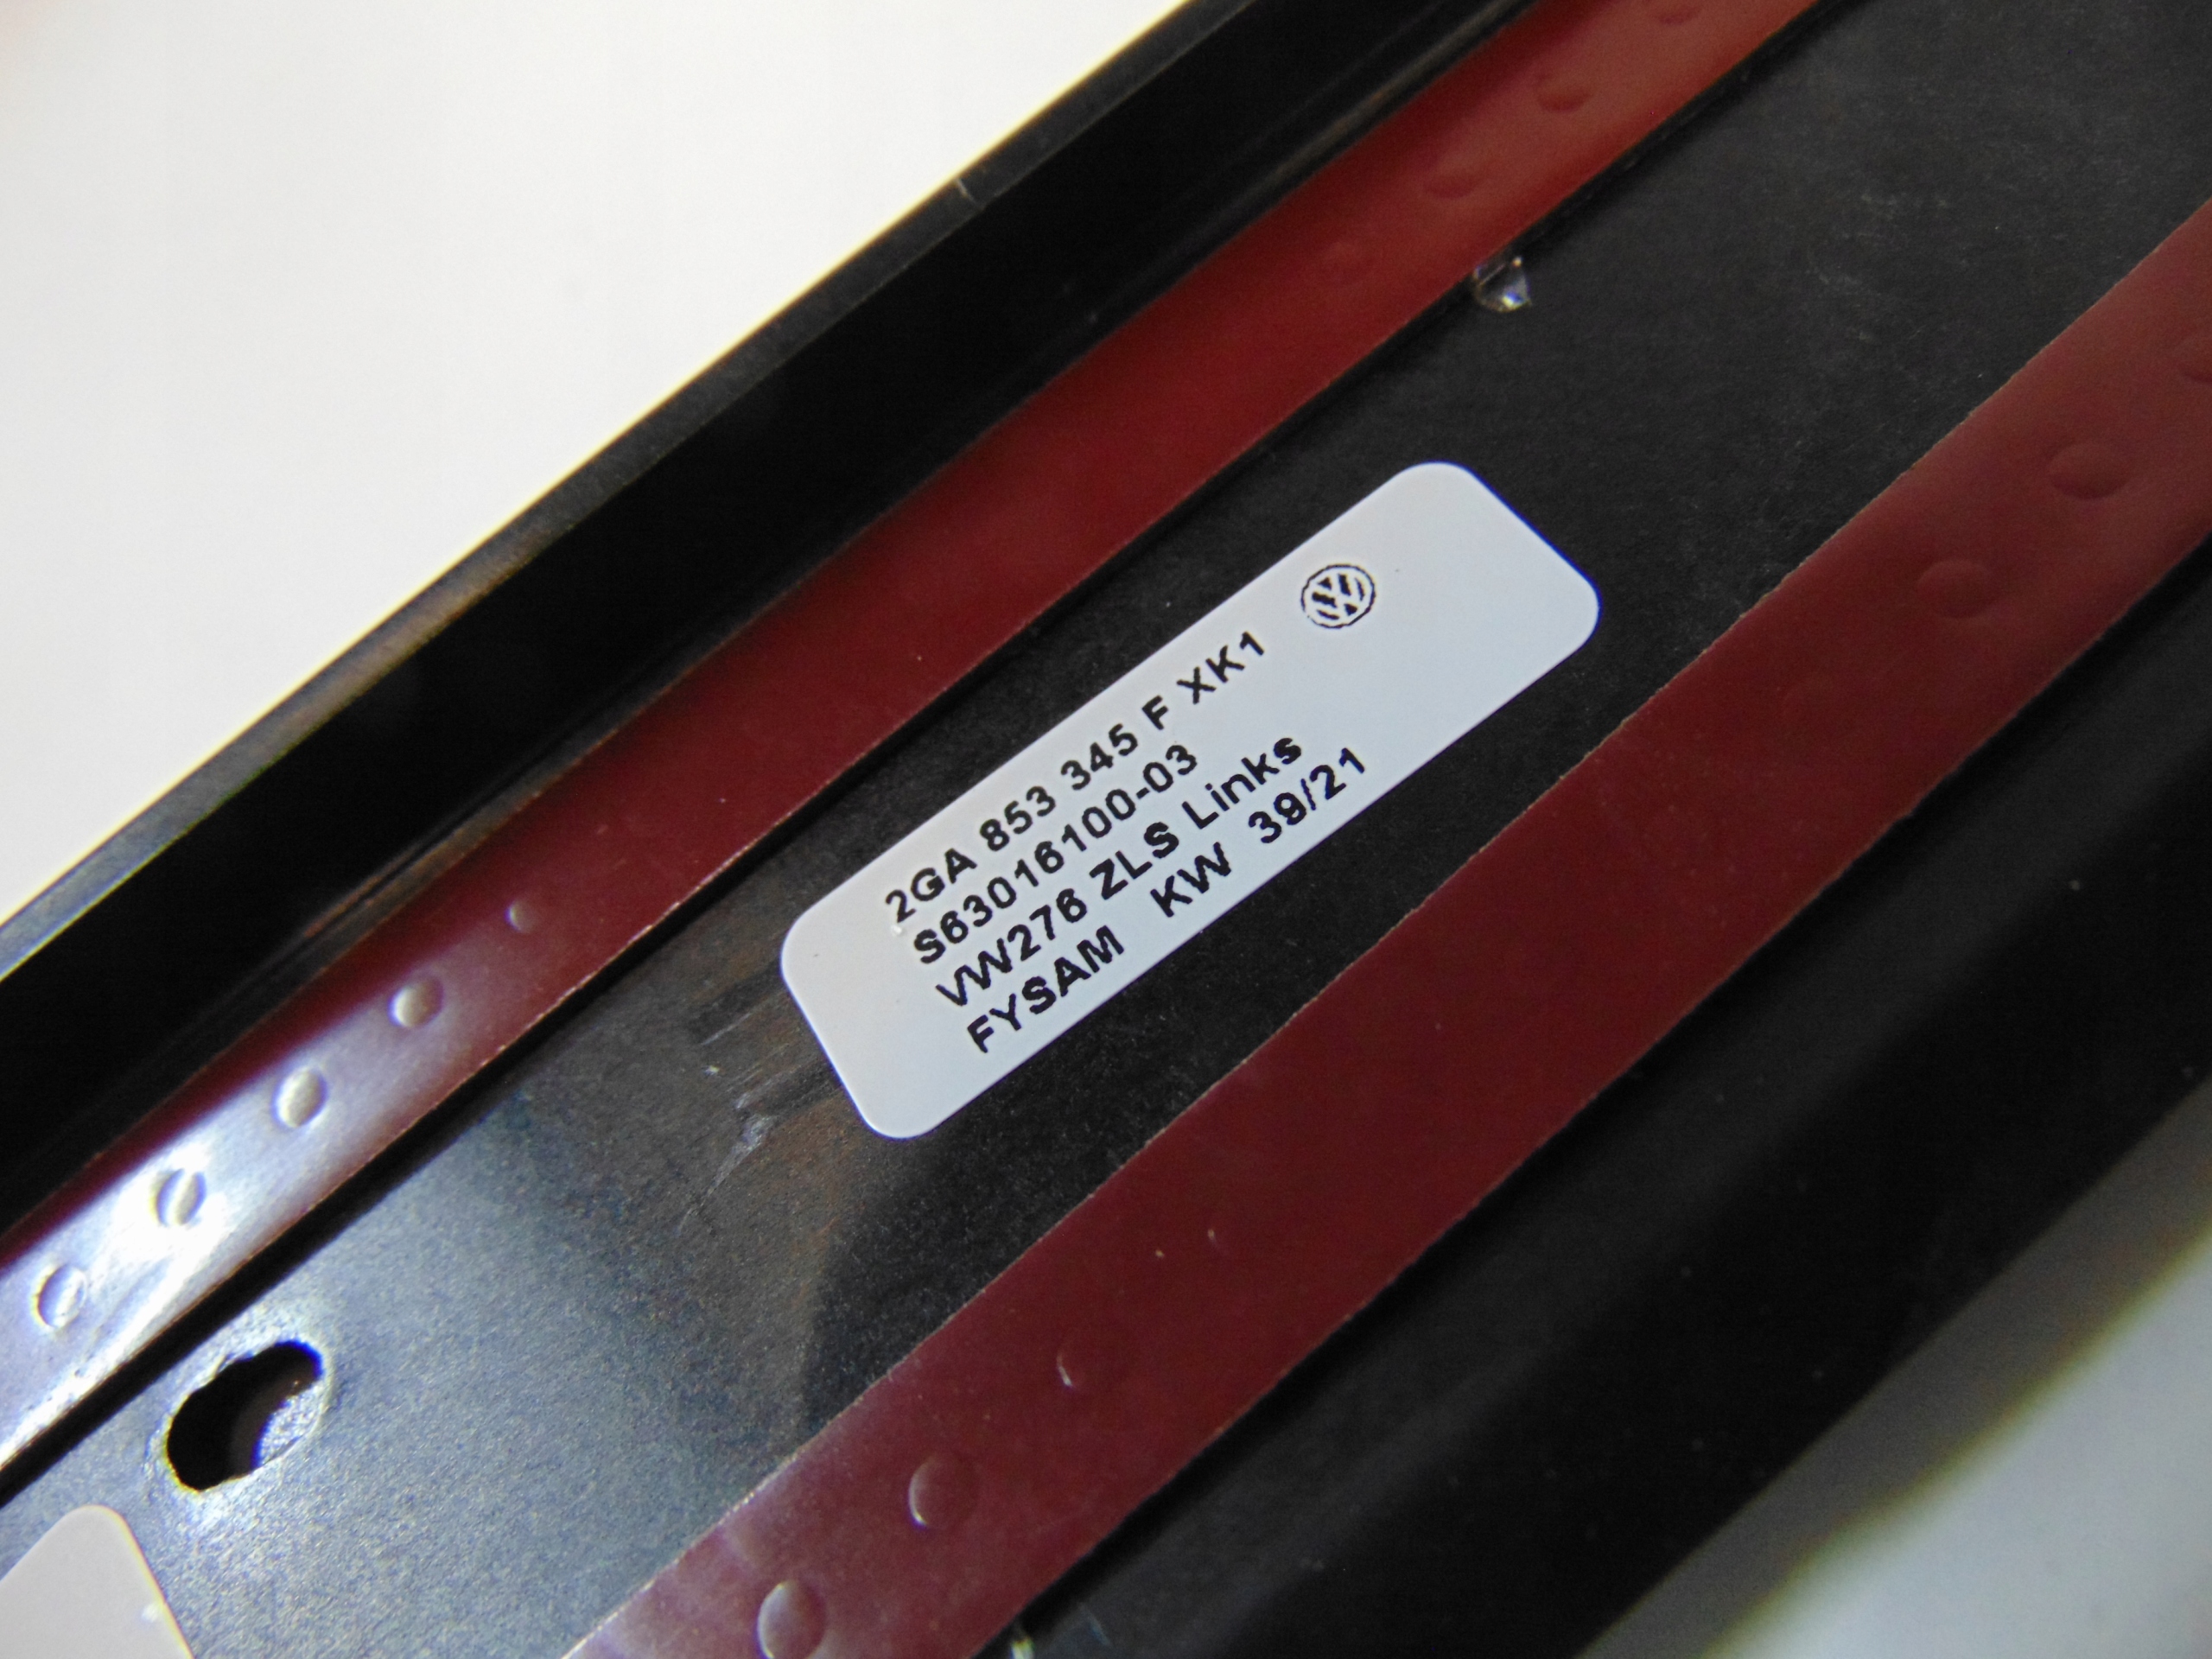 2GA 853 345 F XK1
S63016100-03
VW276 ZLS Links
FYSAM KW 39/21